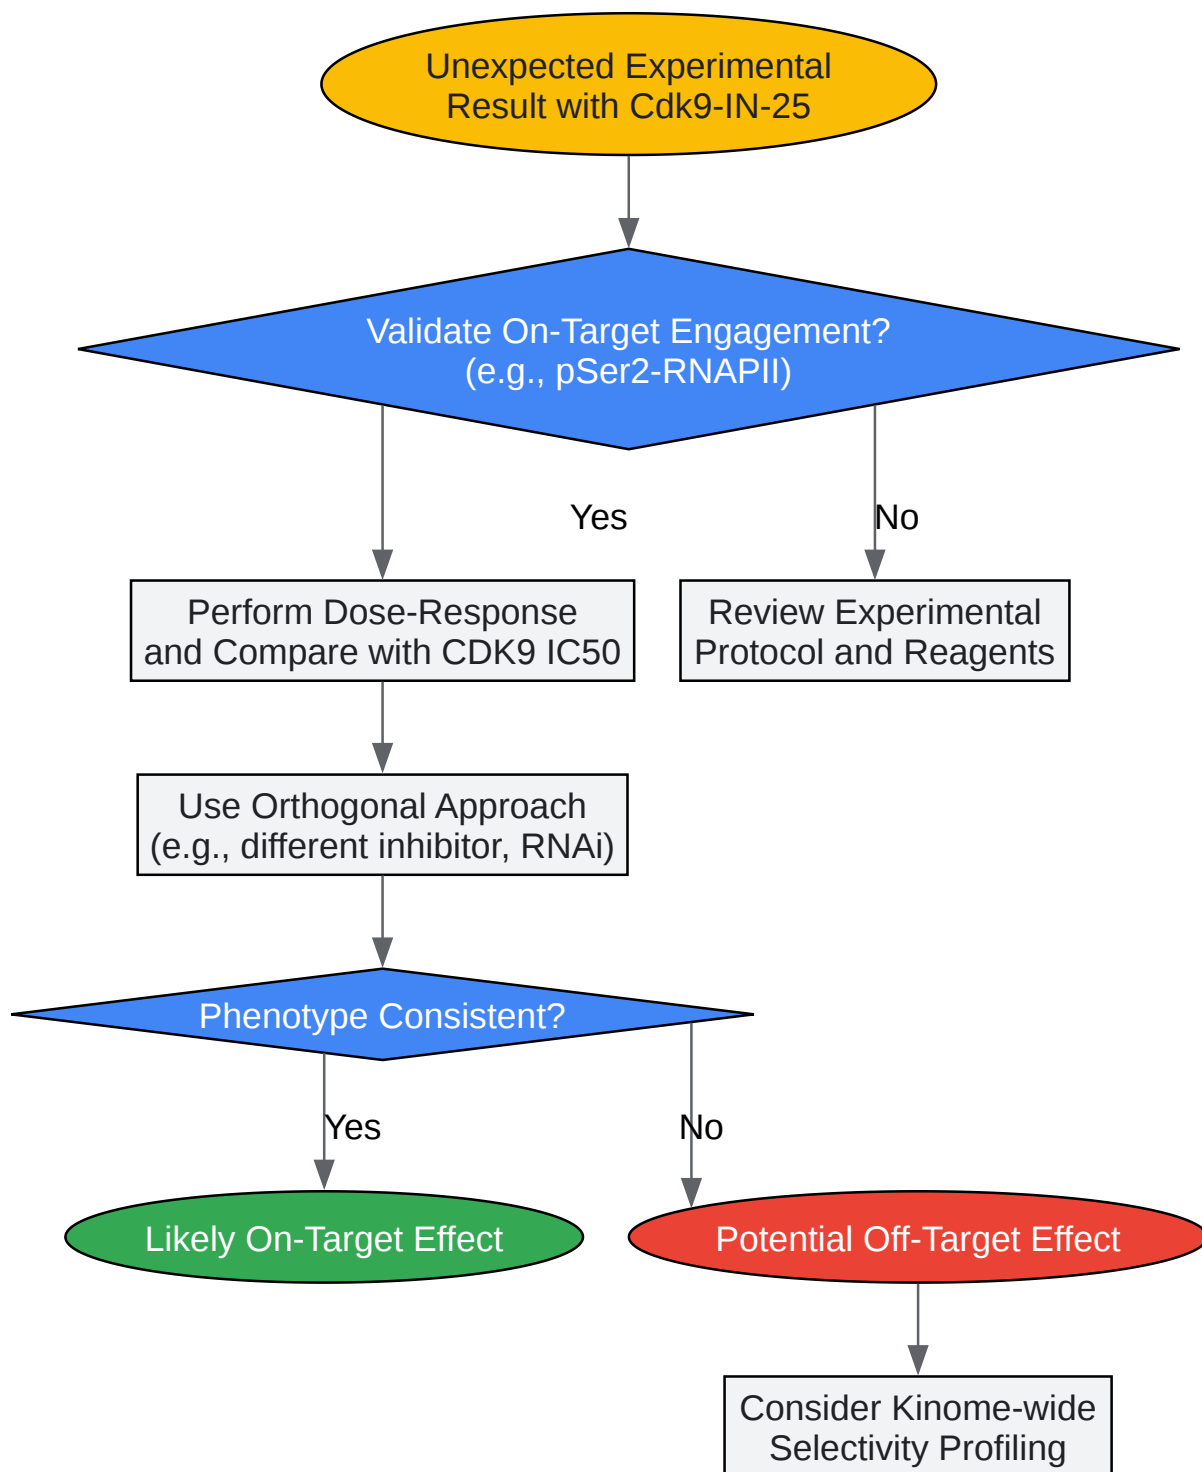 Unexpected Experimental
Result with Cdk9-IN-25
Validate On-Target Engagement?
(e.g., pSer2-RNAPII)
Yes
No
Perform Dose-Response
and Compare with CDK9 IC50
Review Experimental
Protocol and Reagents
Use Orthogonal Approach
(e.g., different inhibitor, RNAi)
Phenotype Consistent?
Yes
No
Likely On-Target Effect
Potential Off-Target Effect
Consider Kinome-wide
Selectivity Profiling